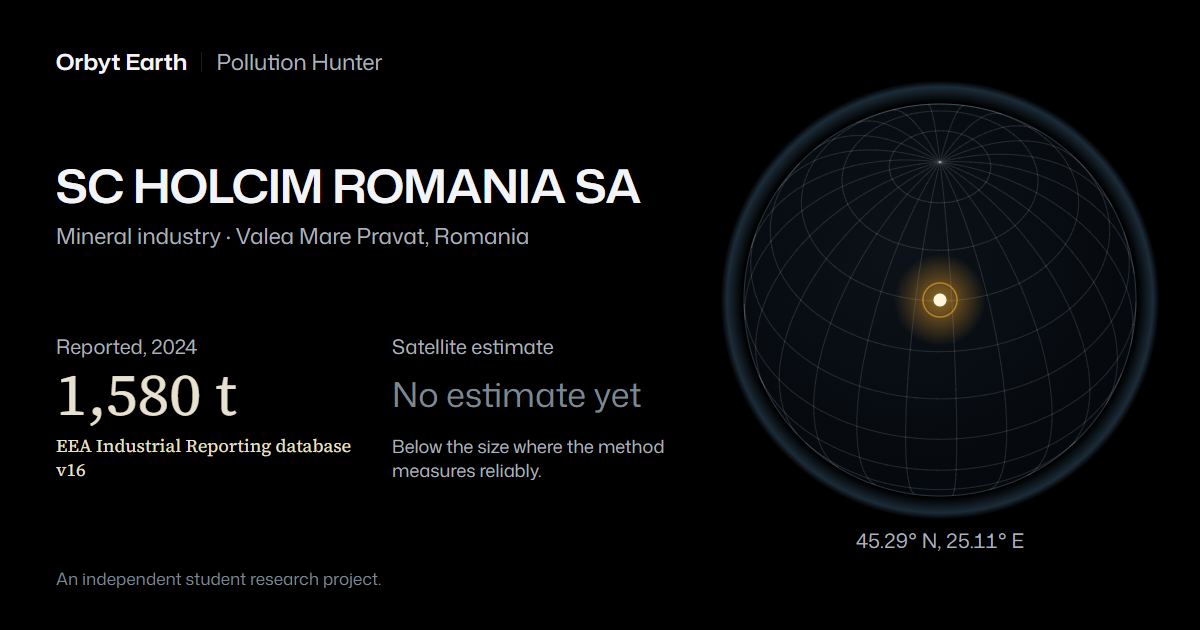 Orbyt Earth | Pollution Hunter
SC HOLCIM ROMANIA SA
Mineral industry · Valea Mare Pravat, Romania
Reported, 2024
1,580 t
EEA Industrial Reporting database
v16
Satellite estimate
No estimate yet
Below the size where the method
measures reliably.
45.29° N, 25.11° E
An independent student research project.